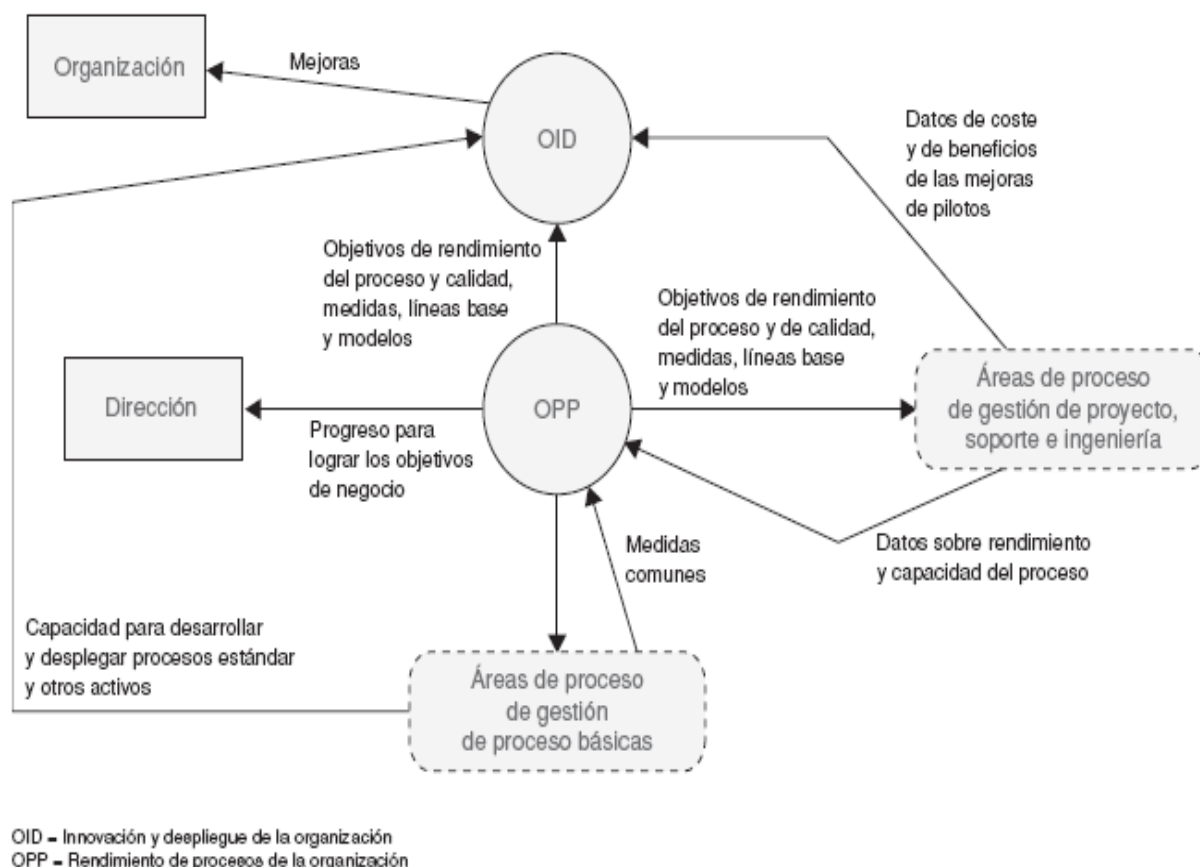 Organización
Mejoras
OID
Datos de coste
y de beneficios
de las mejoras
de pilotos
Objetivos de rendimiento
del proceso y calidad,
medidas, líneas base
y modelos
Objetivos de rendimiento
del proceso y de calidad,
medidas, líneas base
y modelos
Dirección
OPP
Áreas de proceso
de gestión de proyecto,
soporte e ingeniería
Progreso para
lograr los objetivos
de negocio
Medidas
comunes
Datos sobre rendimiento
y capacidad del proceso
Capacidad para desarrollar
y desplegar procesos estándar
y otros activos
Áreas de proceso
de gestión
de proceso básicas
OID = Innovación y despliegue de la organización
OPP = Rendimiento de procesos de la organización